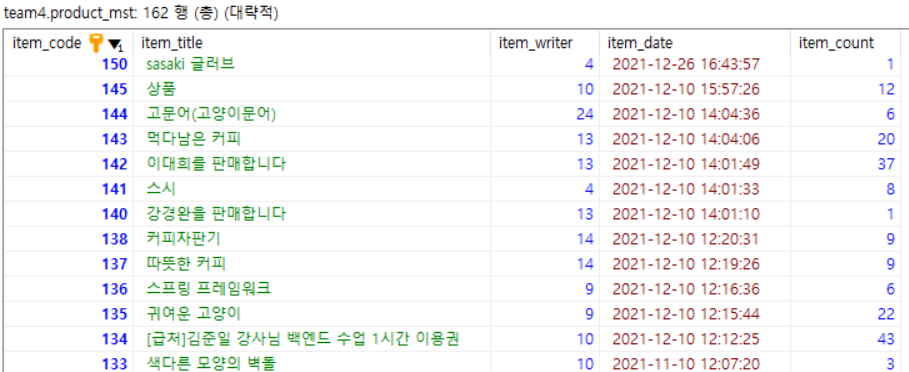 team4.product_mst: 162 행 (총) (대략적)
item_code 1 item_title item_writer item_date item_count
150 sasaki 글러브 4 2021-12-26 16:43:57 1
145 상품 10 2021-12-10 15:57:26 12
144 고문어(고양이문어) 24 2021-12-10 14:04:36 6
143 먹다남은 커피 13 2021-12-10 14:04:06 20
142 이대희를 판매합니다 13 2021-12-10 14:01:49 37
141 스시 4 2021-12-10 14:01:33 8
140 강경완을 판매합니다 13 2021-12-10 14:01:10 1
138 커피자판기 14 2021-12-10 12:20:31 9
137 따뜻한 커피 14 2021-12-10 12:19:26 9
136 스프링 프레임워크 9 2021-12-10 12:16:36 6
135 귀여운 고양이 9 2021-12-10 12:15:44 22
134 [급처]김준일 강사님 백엔드 수업 1시간 이용권 10 2021-12-10 12:12:25 43
133 색다른 모양의 벽돌 10 2021-11-10 12:07:20 3